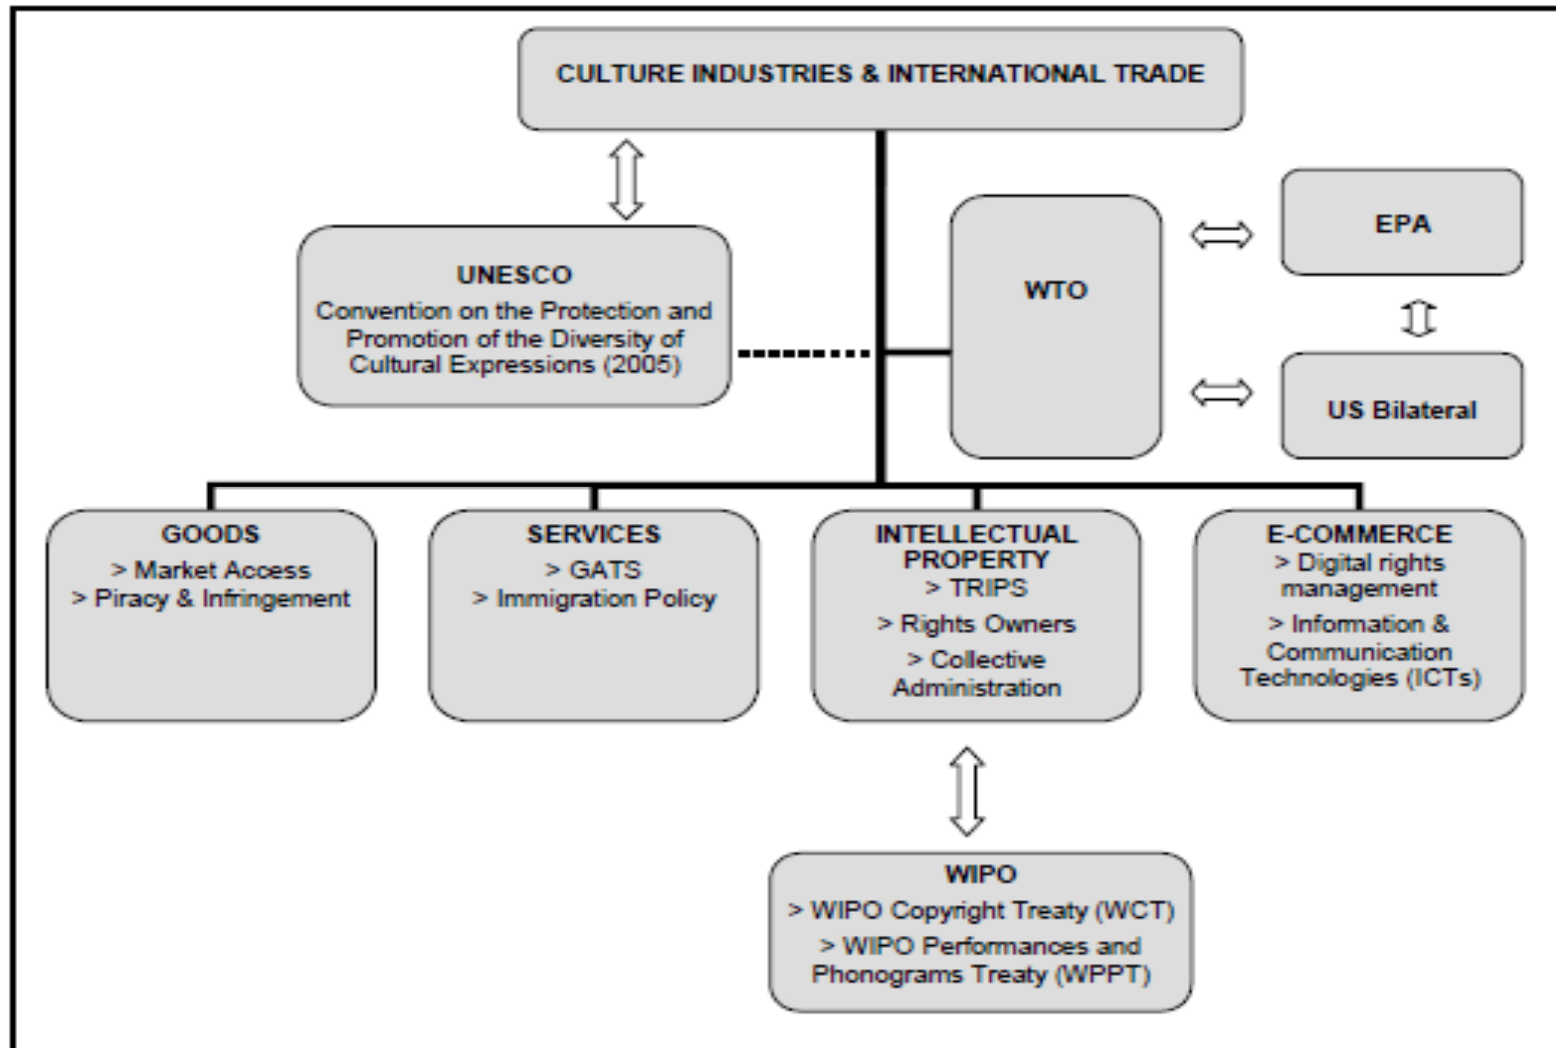 CULTURE INDUSTRIES & INTERNATIONAL TRADE
UNESCO
Convention on the Protection and
Promotion of the Diversity of
Cultural Expressions (2005)
WTO
EPA
US Bilateral
GOODS
> Market Access
> Piracy & Infringement
SERVICES
> GATS
> Immigration Policy
INTELLECTUAL
PROPERTY
> TRIPS
> Rights Owners
> Collective
Administration
E-COMMERCE
> Digital rights
management
> Information &
Communication
Technologies (ICTs)
WIPO
> WIPO Copyright Treaty (WCT)
> WIPO Performances and
Phonograms Treaty (WPPT)